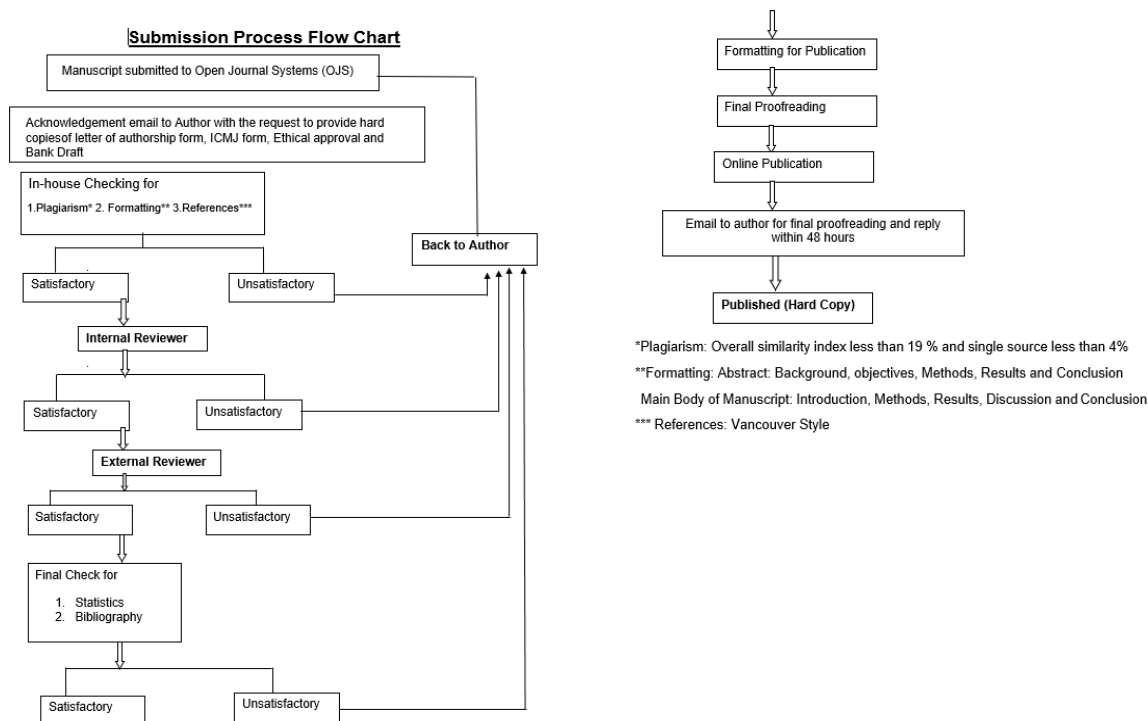 Submission Process Flow Chart
Manuscript submitted to Open Journal Systems (OJS)
Acknowledgement email to Author with the request to provide hard
copiesof letter of authorship form, ICMJ form, Ethical approval and
Bank Draft
In-house Checking for
1.Plagiarism* 2. Formatting** 3.References***
Back to Author
Satisfactory
Unsatisfactory
Internal Reviewer
Satisfactory
Unsatisfactory
External Reviewer
Satisfactory
Unsatisfactory
Final Check for
1. Statistics
2. Bibliography
Satisfactory
Unsatisfactory
Formatting for Publication
Final Proofreading
Online Publication
Email to author for final proofreading and reply
within 48 hours
Published (Hard Copy)
*Plagiarism: Overall similarity index less than 19 % and single source less than 4%
**Formatting: Abstract: Background, objectives, Methods, Results and Conclusion
Main Body of Manuscript: Introduction, Methods, Results, Discussion and Conclusion
*** References: Vancouver Style